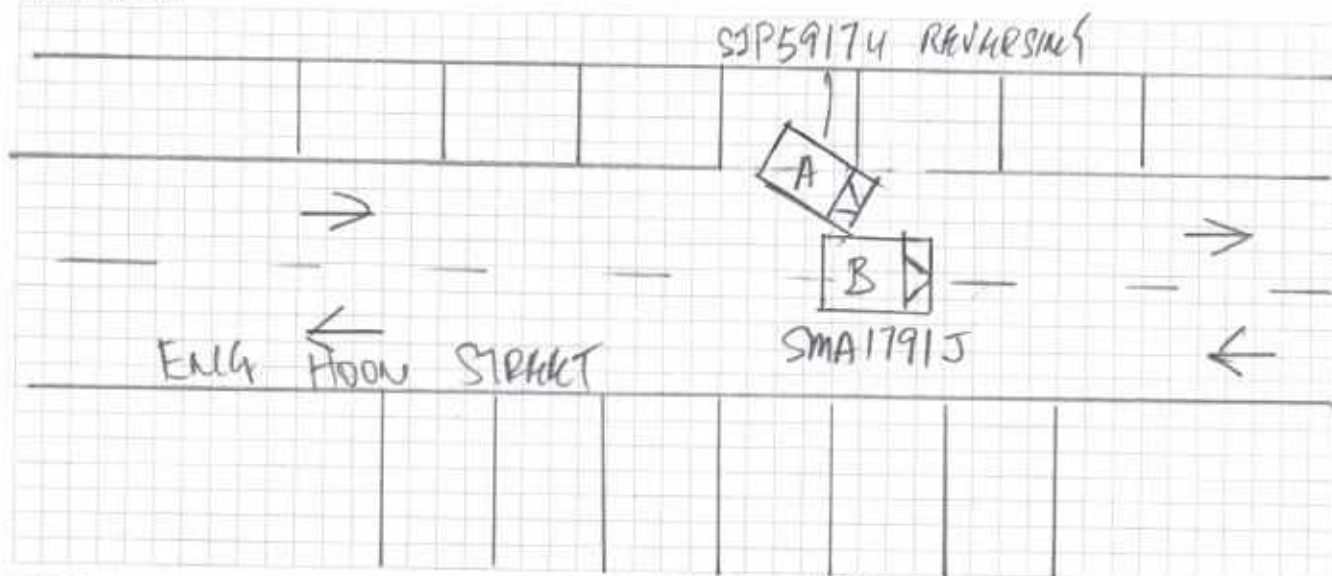 SJP5917U REVERSING
A
B
SMA1791J
ENG HOON STREET